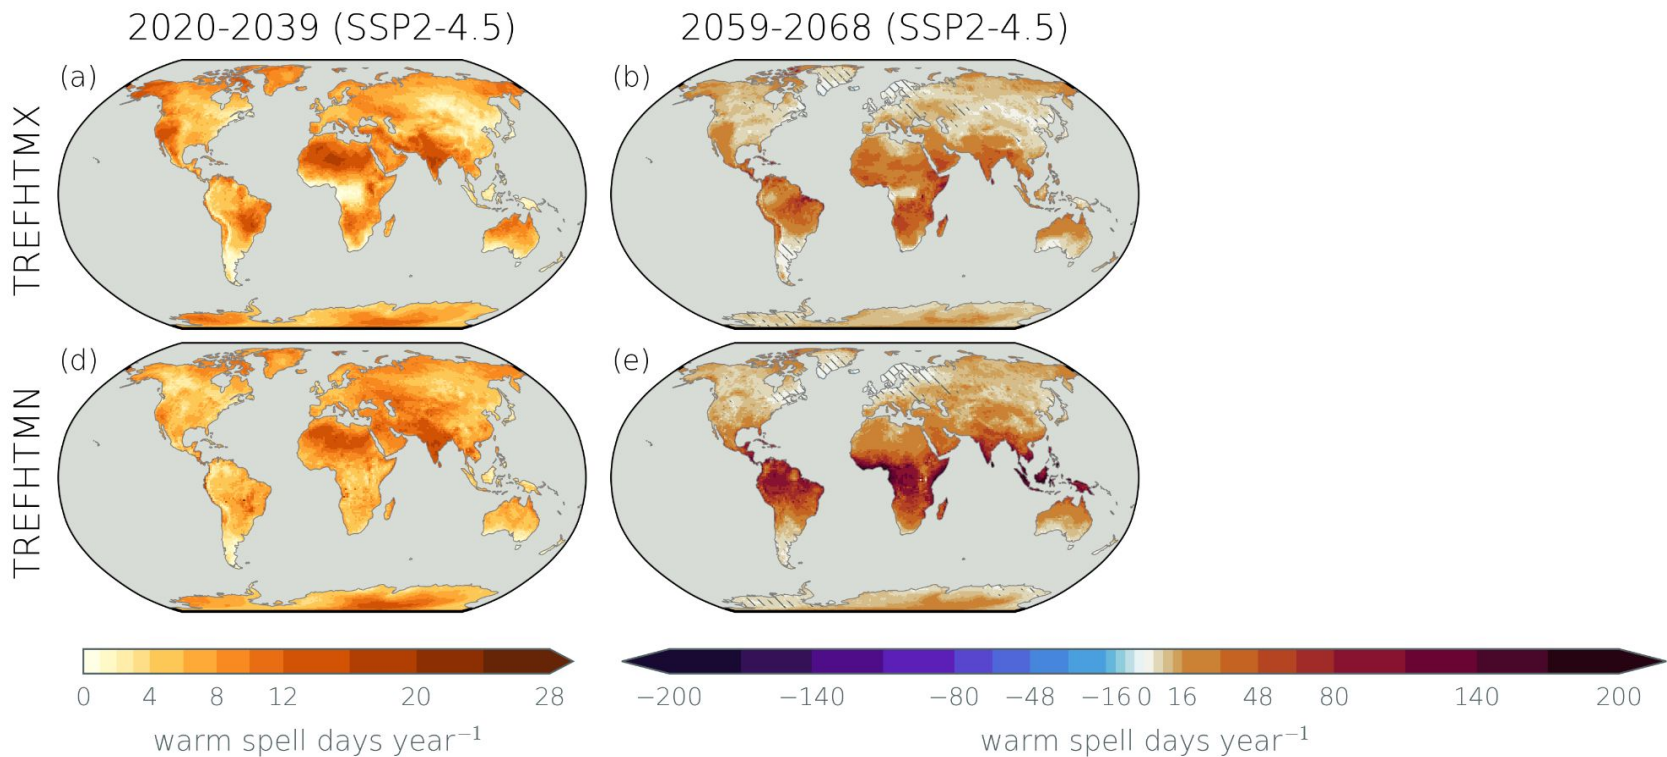 2020-2039 (SSP2-4.5) 2059-2068 (SSP2-4.5)
(a) (b)
TREFHTMX
(d) (e)
TREFHTMN
0 4 8 12 20 28 −200 −140 −80 −48 −16 0 16 48 80 140 200
warm spell days year⁻¹ warm spell days year⁻¹